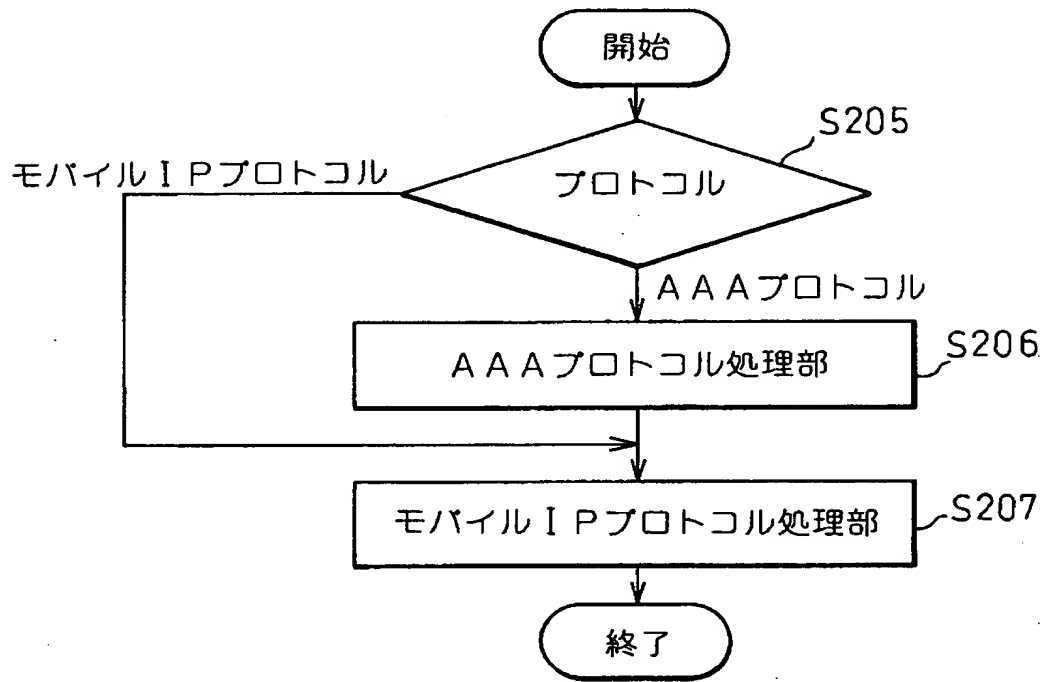 開始
S205
モバイルＩＰプロトコル
プロトコル
ＡＡＡプロトコル
ＡＡＡプロトコル処理部
S206
モバイルＩＰプロトコル処理部
S207
終了